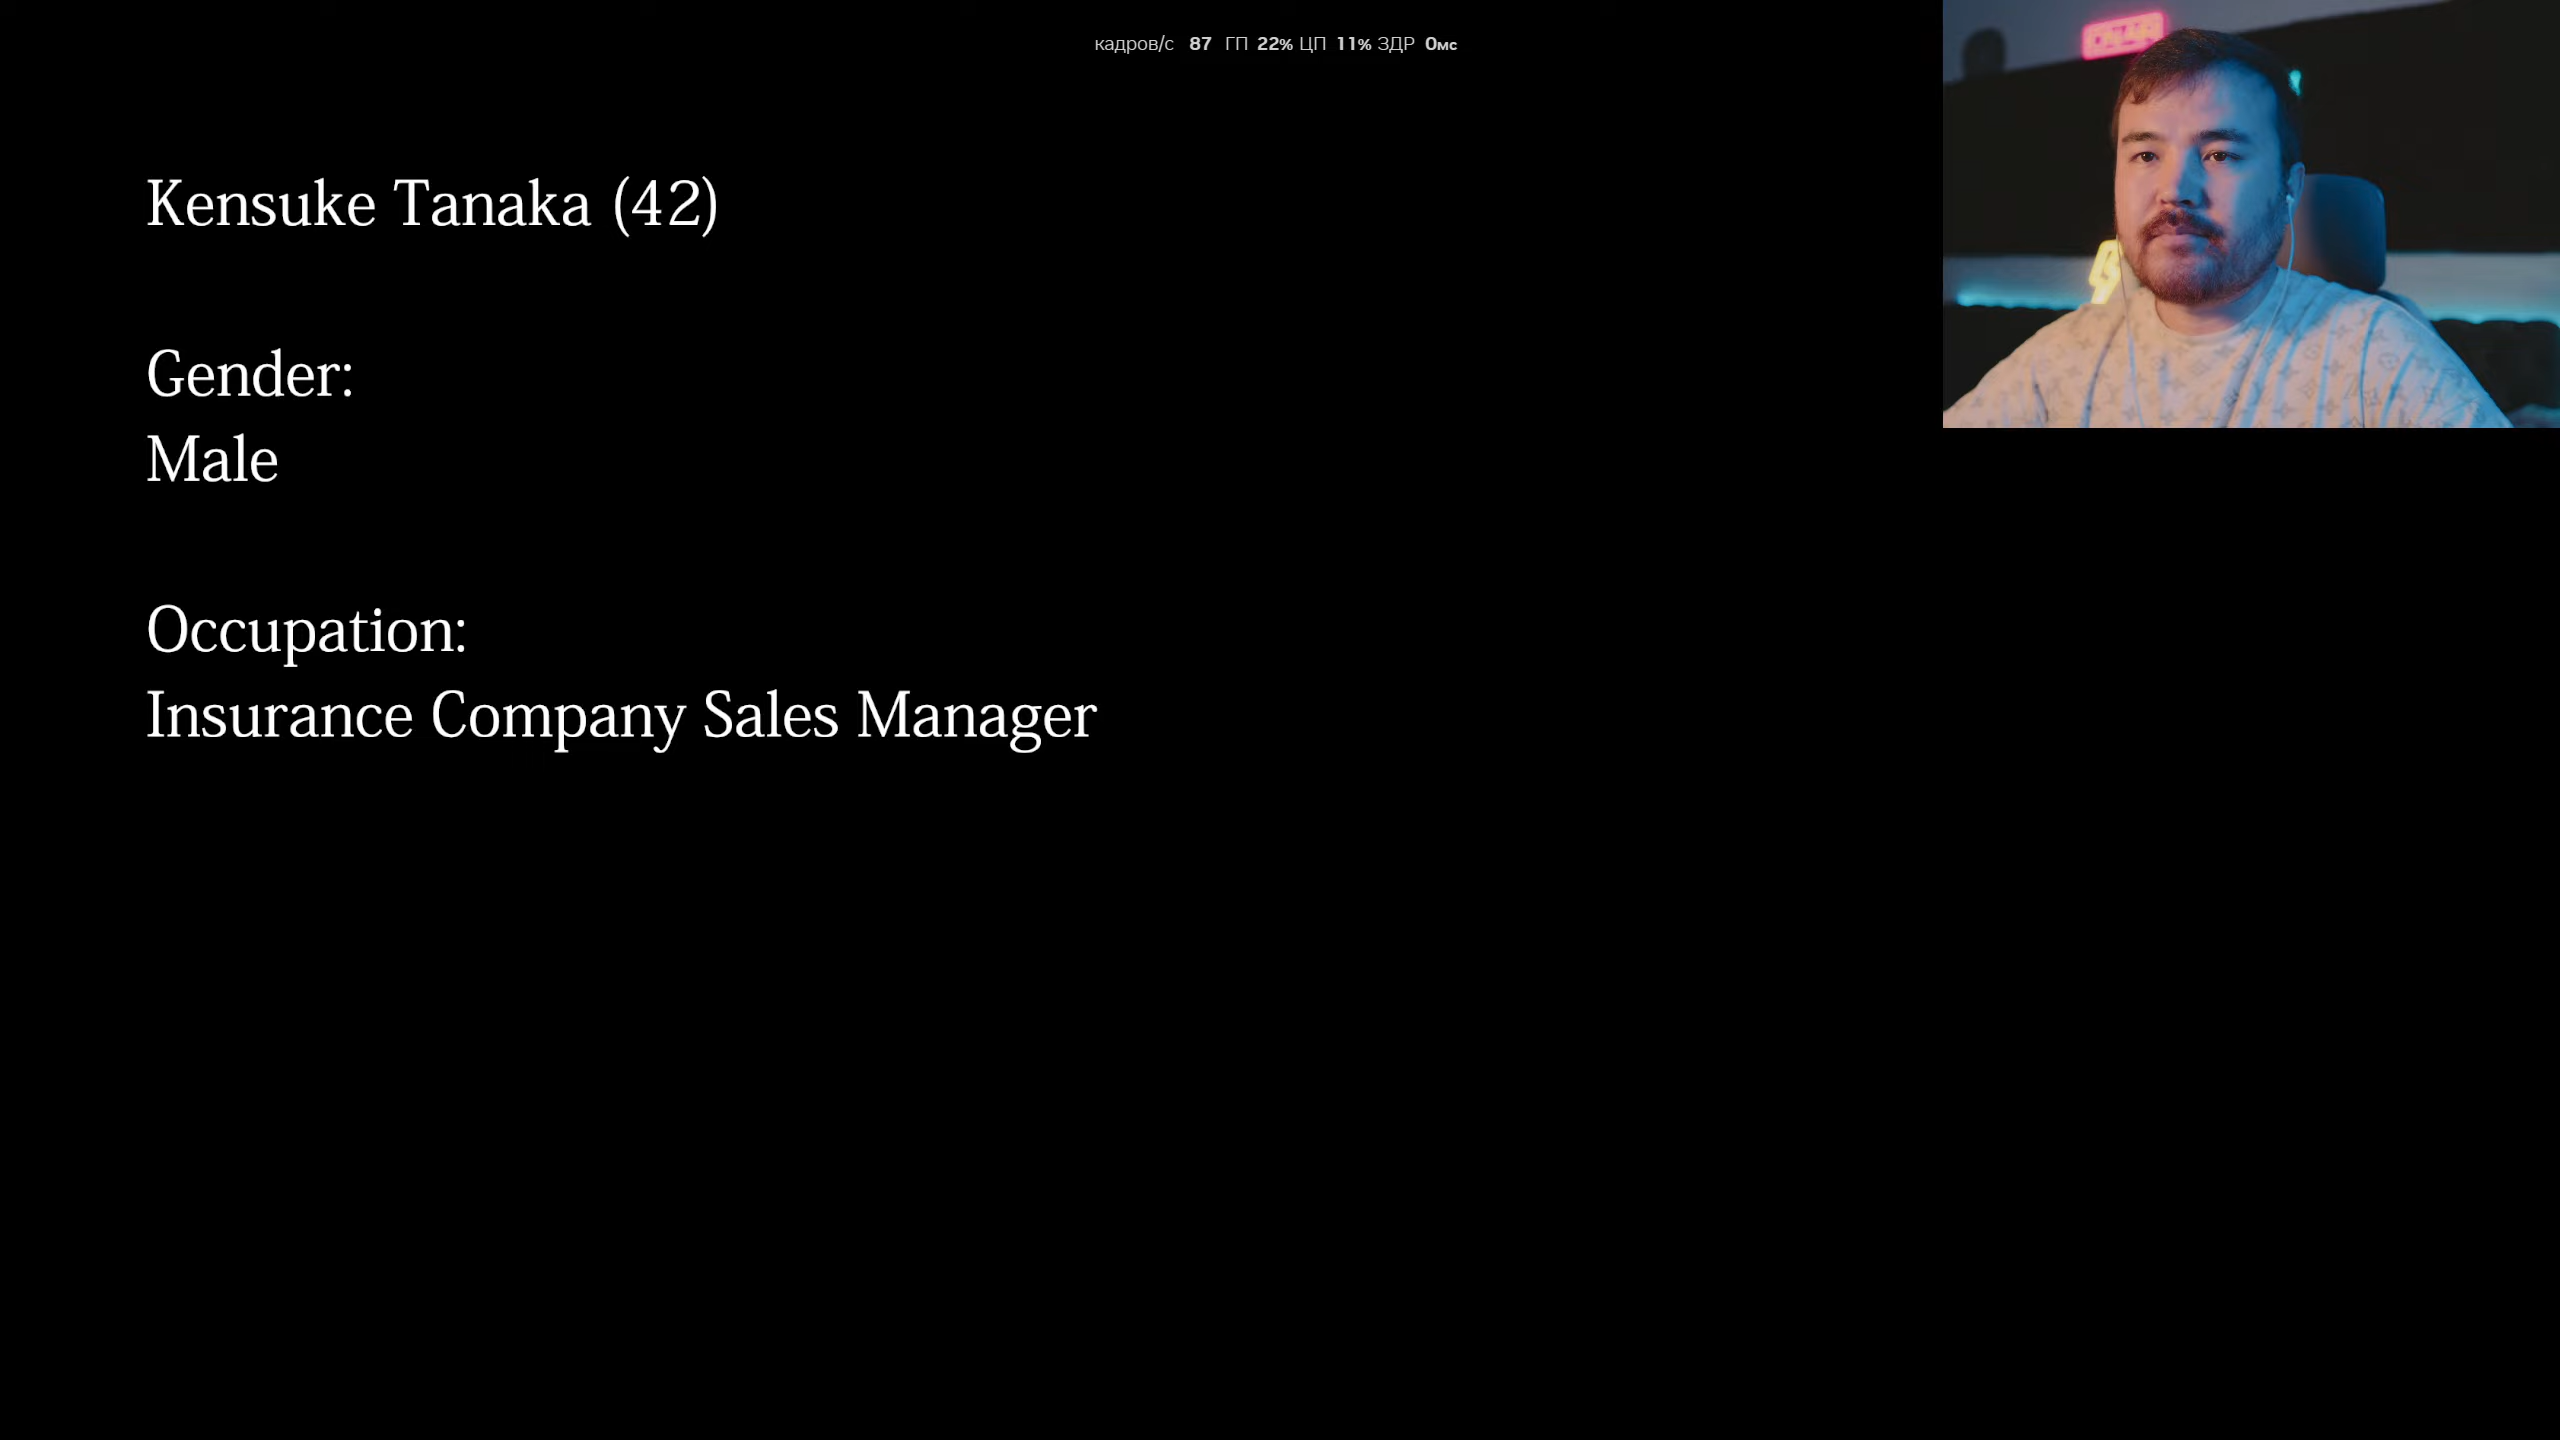 кадров/с 87 ГП 22% ЦП 11% ЗДР 0мс
Kensuke Tanaka (42)
Gender:
Male
Occupation:
Insurance Company Sales Manager